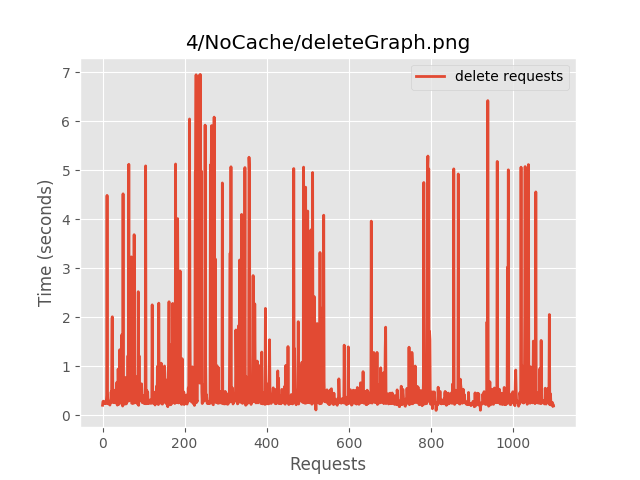 4/NoCache/deleteGraph.png
delete requests
7
6
5
4
3
2
1
0
Time (seconds)
0 200 400 600 800 1000
Requests